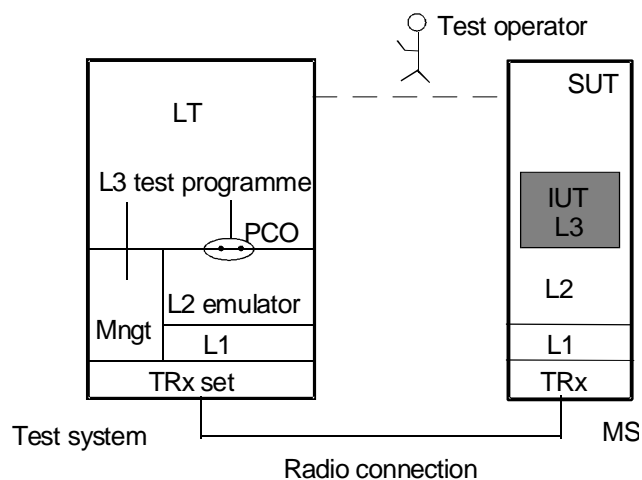 Test operator
LT
SUT
L3 test programme
PCO
IUT
L3
L2 emulator
L2
Mngt
L1
L1
TRx set
TRx
Test system
MS
Radio connection